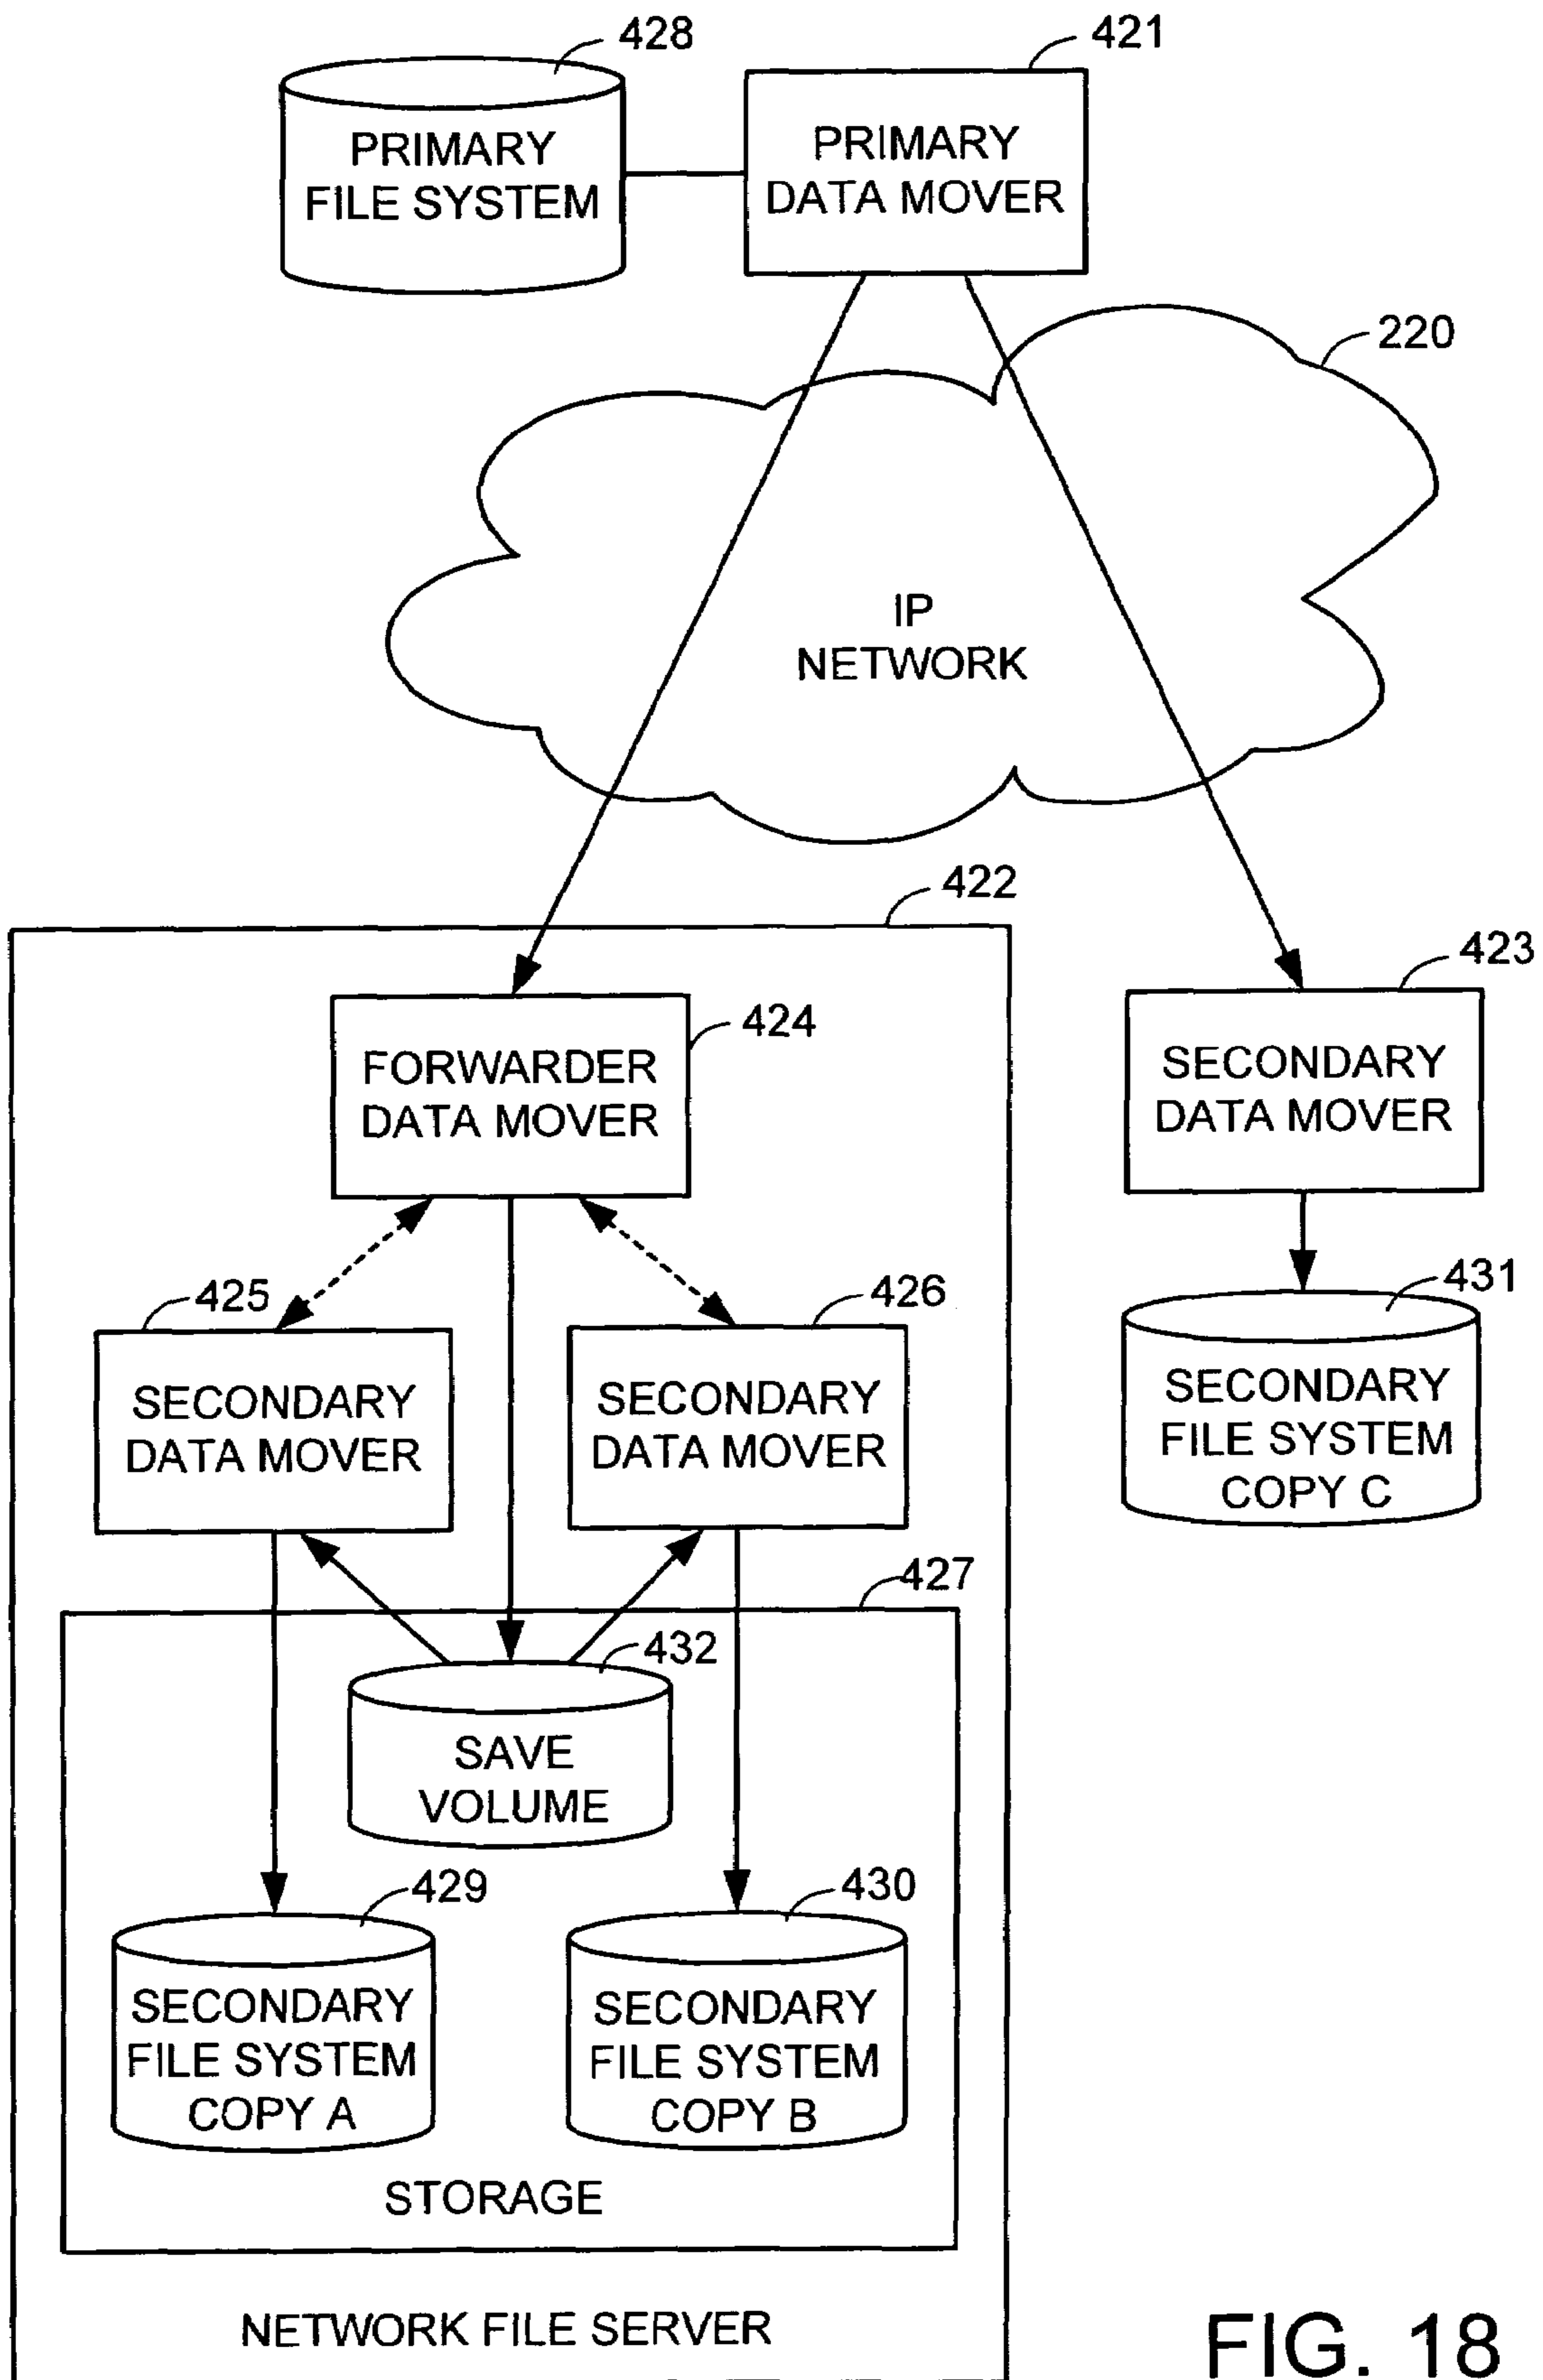 428
421
PRIMARY
FILE SYSTEM
PRIMARY
DATA MOVER
220
IP
NETWORK
422
423
424
FORWARDER
DATA MOVER
SECONDARY
DATA MOVER
425
426
431
SECONDARY
DATA MOVER
SECONDARY
DATA MOVER
SECONDARY
FILE SYSTEM
COPY C
427
432
SAVE
VOLUME
429
430
SECONDARY
FILE SYSTEM
COPY A
SECONDARY
FILE SYSTEM
COPY B
STORAGE
NETWORK FILE SERVER
FIG. 18